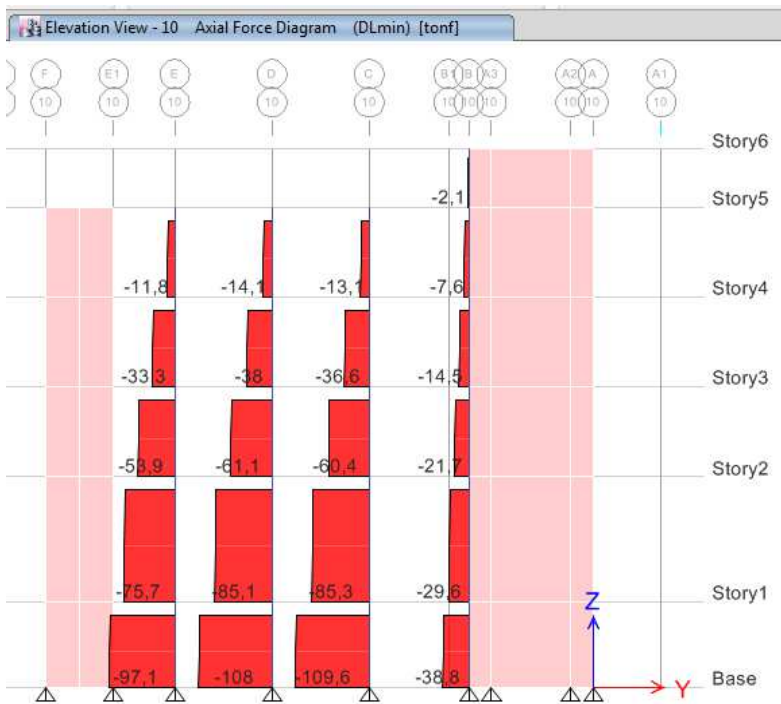 Elevation View - 10 Axial Force Diagram (DLmin) [tonf]
F E1 E D C B1 B A3 A2 A A1
10 10 10 10 10 10 10 10 10 10 10
Story6
-2,1 Story5
-11,8 -14,1 -13,1 -7,6 Story4
-33,3 -38 -36,6 -14,5 Story3
-53,9 -61,1 -60,4 -21,7 Story2
-75,7 -85,1 -85,3 -29,6 Story1
Z
-97,1 -108 -109,6 -38,8 Base
Y